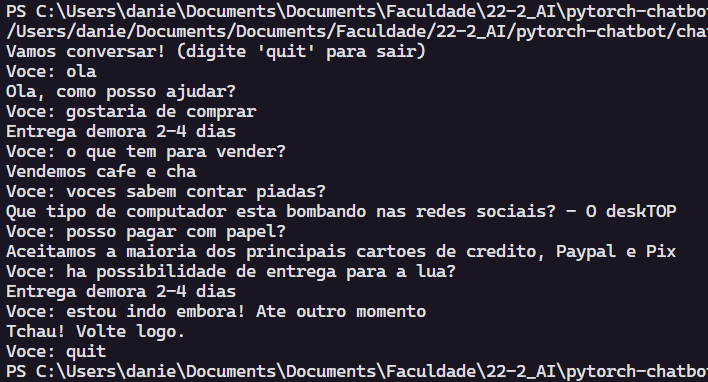 PS C:\Users\danie\Documents\Documents\Faculdade\22-2_AI\pytorch-chatbo
/Users/danie/Documents/Documents/Faculdade/22-2_AI/pytorch-chatbot/cha
Vamos conversar! (digite 'quit' para sair)
Voce: ola
Ola, como posso ajudar?
Voce: gostaria de comprar
Entrega demora 2-4 dias
Voce: o que tem para vender?
Vendemos cafe e cha
Voce: voces sabem contar piadas?
Que tipo de computador esta bombando nas redes sociais? - O deskTOP
Voce: posso pagar com papel?
Aceitamos a maioria dos principais cartoes de credito, Paypal e Pix
Voce: ha possibilidade de entrega para a lua?
Entrega demora 2-4 dias
Voce: estou indo embora! Ate outro momento
Tchau! Volte logo.
Voce: quit
PS C:\Users\danie\Documents\Documents\Faculdade\22-2_AI\pytorch-chatbo